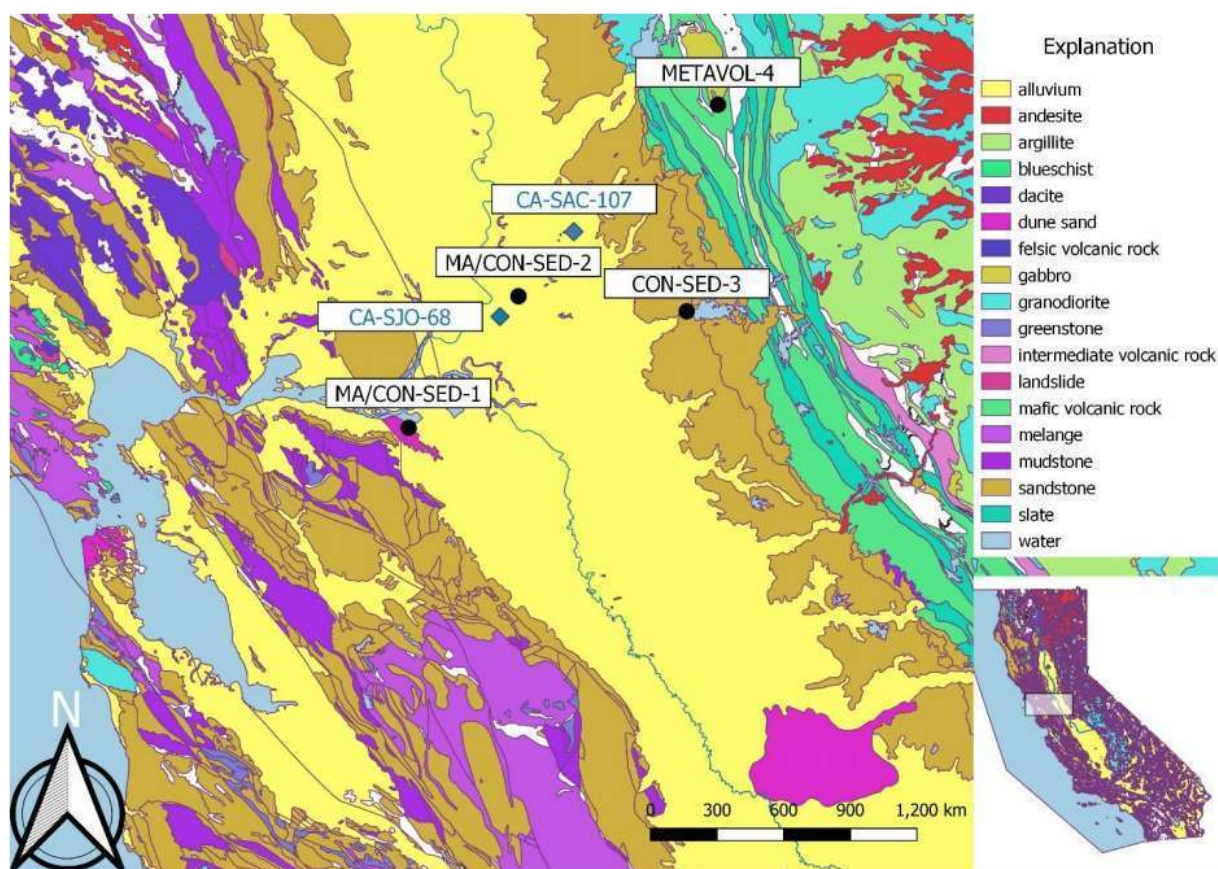 METAVOL-4
CA-SAC-107
MA/CON-SED-2
CON-SED-3
CA-SJO-68
MA/CON-SED-1
N
0 300 600 900 1,200 km
Explanation
alluvium
andesite
argillite
blueschist
dacite
dune sand
felsic volcanic rock
gabbro
granodiorite
greenstone
intermediate volcanic rock
landslide
mafic volcanic rock
melange
mudstone
sandstone
slate
water